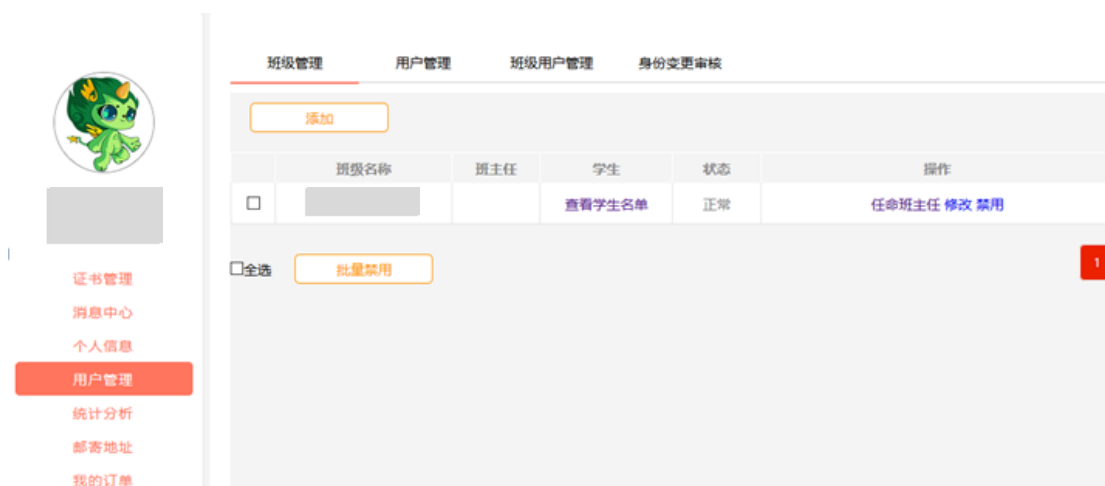 班级管理 用户管理 班级用户管理 身份变更审核
添加
班级名称 班主任 学生 状态 操作
查看学生名单 正常 任命班主任 修改 禁用
全选 批量禁用 1
证书管理
消息中心
个人信息
用户管理
统计分析
邮寄地址
我的订单